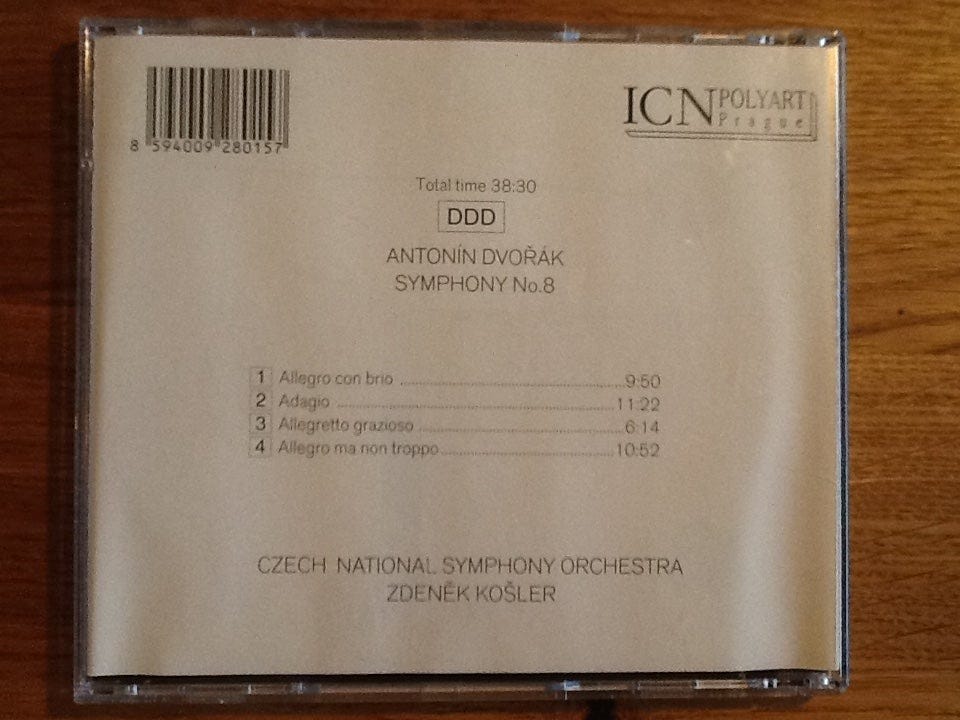 8 594009 280157
ICN POLYART
Prague
Total time 38:30
DDD
ANTONÍN DVOŘÁK
SYMPHONY No.8
1 Allegro con brio ........................................ 9:50
2 Adagio ........................................ 11:22
3 Allegretto grazioso ........................................ 6:14
4 Allegro ma non troppo ........................................ 10:52
CZECH NATIONAL SYMPHONY ORCHESTRA
ZDENĚK KOŠLER